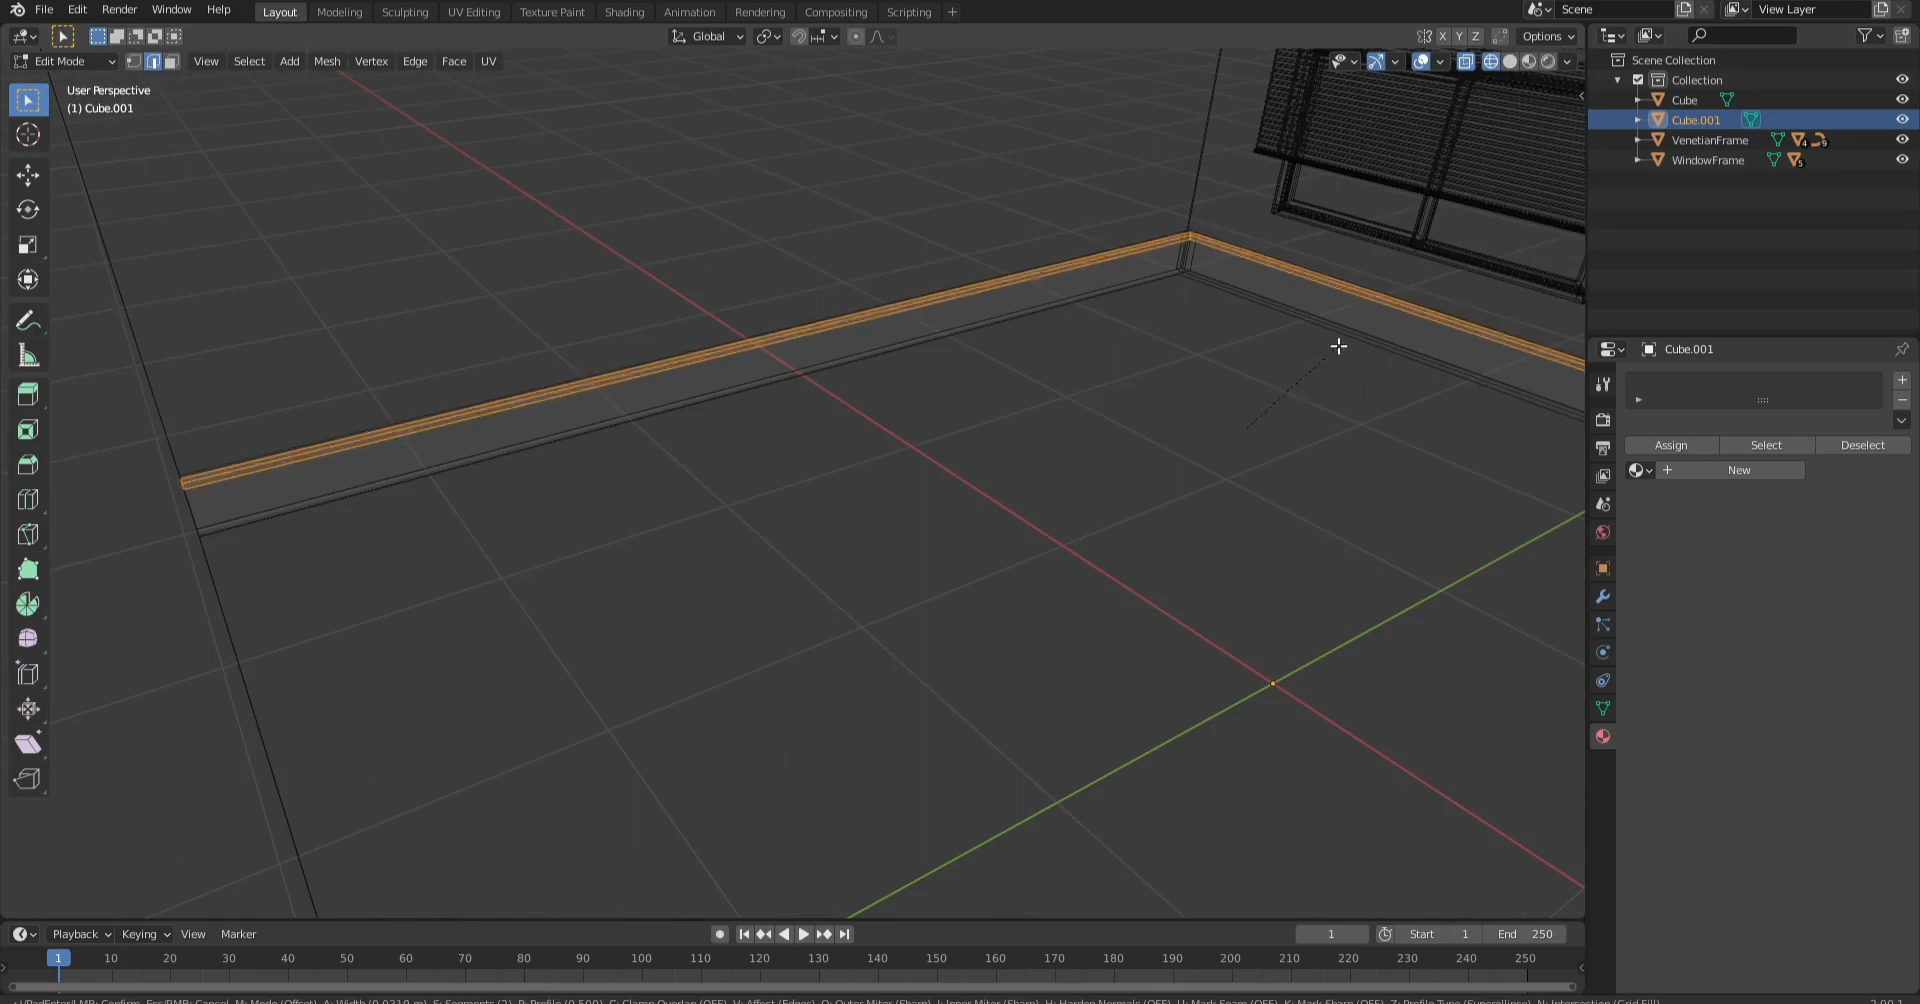 File Edit Render Window Help Layout Modeling Sculpting UV Editing Texture Paint Shading Animation Rendering Compositing Scripting + Scene View Layer
Global X Y Z Options
Edit Mode View Select Add Mesh Vertex Edge Face UV
User Perspective
(1) Cube.001
Scene Collection
Collection
Cube
Cube.001
VenetianFrame 4 9
WindowFrame 5
Cube.001
Assign Select Deselect
New
Playback Keying View Marker 1 Start 1 End 250
1 10 20 30 40 50 60 70 80 90 100 110 120 130 140 150 160 170 180 190 200 210 220 230 240 250